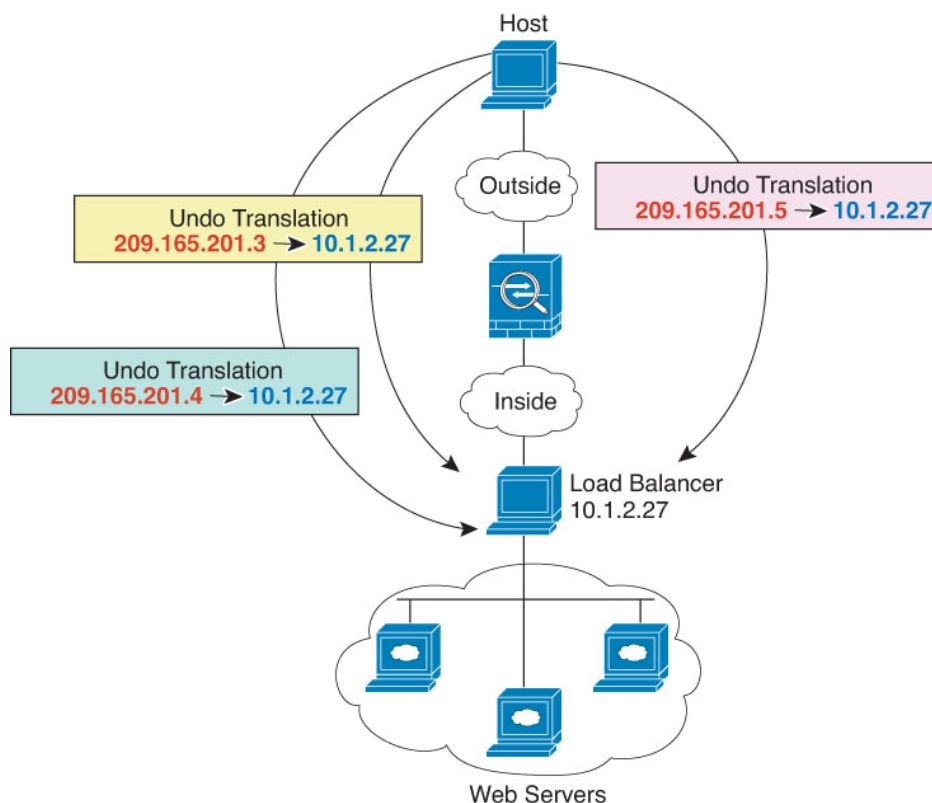 Host
Outside
Undo Translation
209.165.201.5 → 10.1.2.27
Undo Translation
209.165.201.3 → 10.1.2.27
Undo Translation
209.165.201.4 → 10.1.2.27
Inside
Load Balancer
10.1.2.27
Web Servers